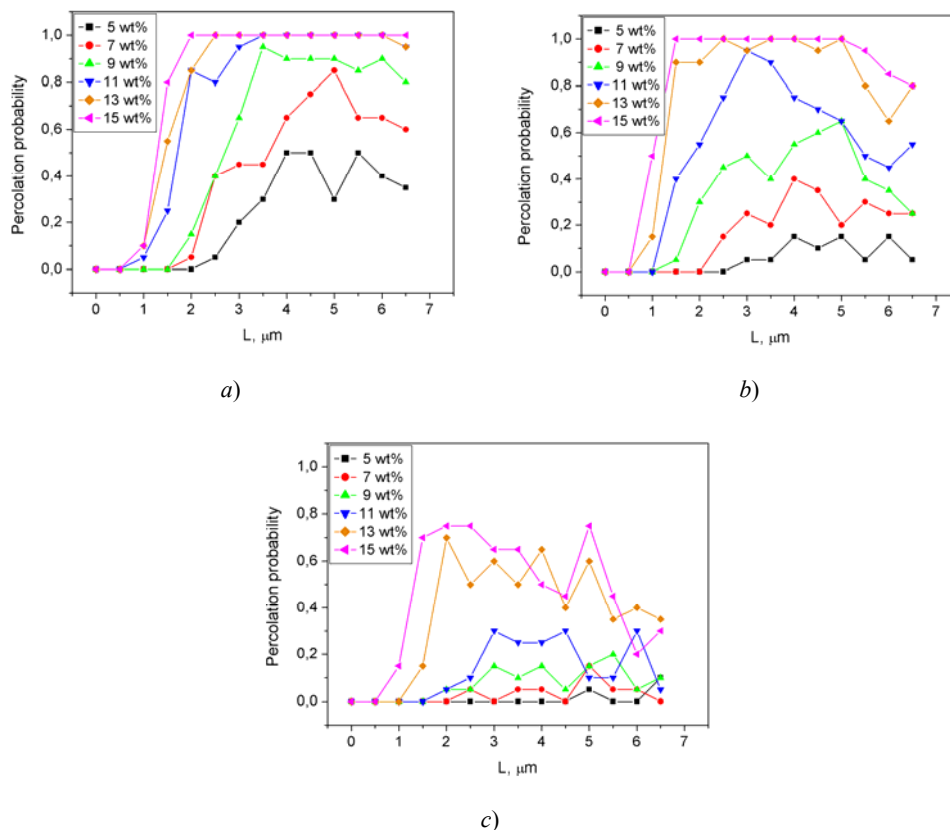 5 wt%
7 wt%
9 wt%
11 wt%
13 wt%
15 wt%
1,0
0,8
0,6
0,4
0,2
0,0
Percolation probability
0 1 2 3 4 5 6 7
L, μm
a)
5 wt%
7 wt%
9 wt%
11 wt%
13 wt%
15 wt%
1,0
0,8
0,6
0,4
0,2
0,0
Percolation probability
0 1 2 3 4 5 6 7
L, μm
b)
5 wt%
7 wt%
9 wt%
11 wt%
13 wt%
15 wt%
1,0
0,8
0,6
0,4
0,2
0,0
Percolation probability
0 1 2 3 4 5 6 7
L, μm
c)